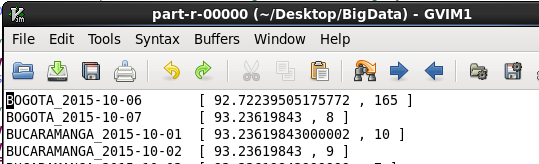 part-r-00000 (~/Desktop/BigData) - GVIM1
File Edit Tools Syntax Buffers Window Help
BOGOTA_2015-10-06 [ 92.72239505175772 , 165 ]
BOGOTA_2015-10-07 [ 93.23619843 , 8 ]
BUCARAMANGA_2015-10-01 [ 93.23619843000002 , 10 ]
BUCARAMANGA_2015-10-02 [ 93.23619843 , 9 ]